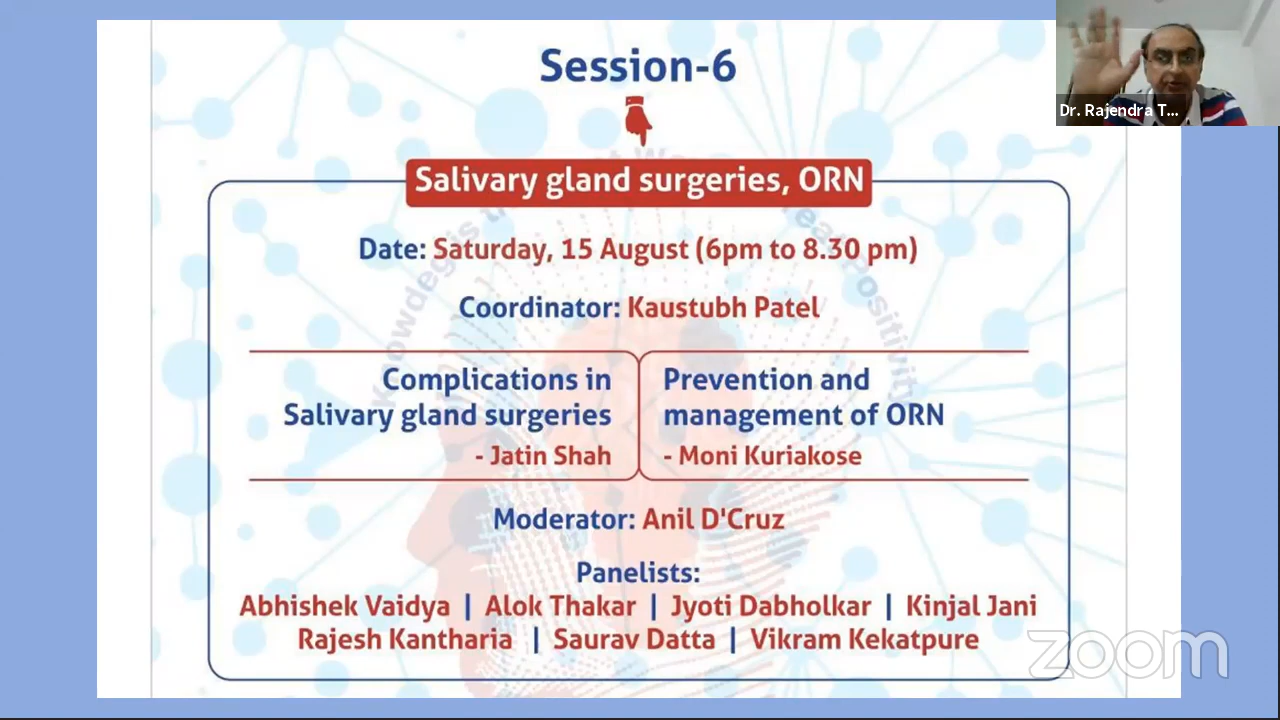 Session-6
Dr. Rajendra T...
Salivary gland surgeries, ORN
Date: Saturday, 15 August (6pm to 8.30 pm)
Coordinator: Kaustubh Patel
Complications in
Salivary gland surgeries
- Jatin Shah
Prevention and
management of ORN
- Moni Kuriakose
Moderator: Anil D'Cruz
Panelists:
Abhishek Vaidya | Alok Thakar | Jyoti Dabholkar | Kinjal Jani
Rajesh Kantharia | Saurav Datta | Vikram Kekatpure
zoom